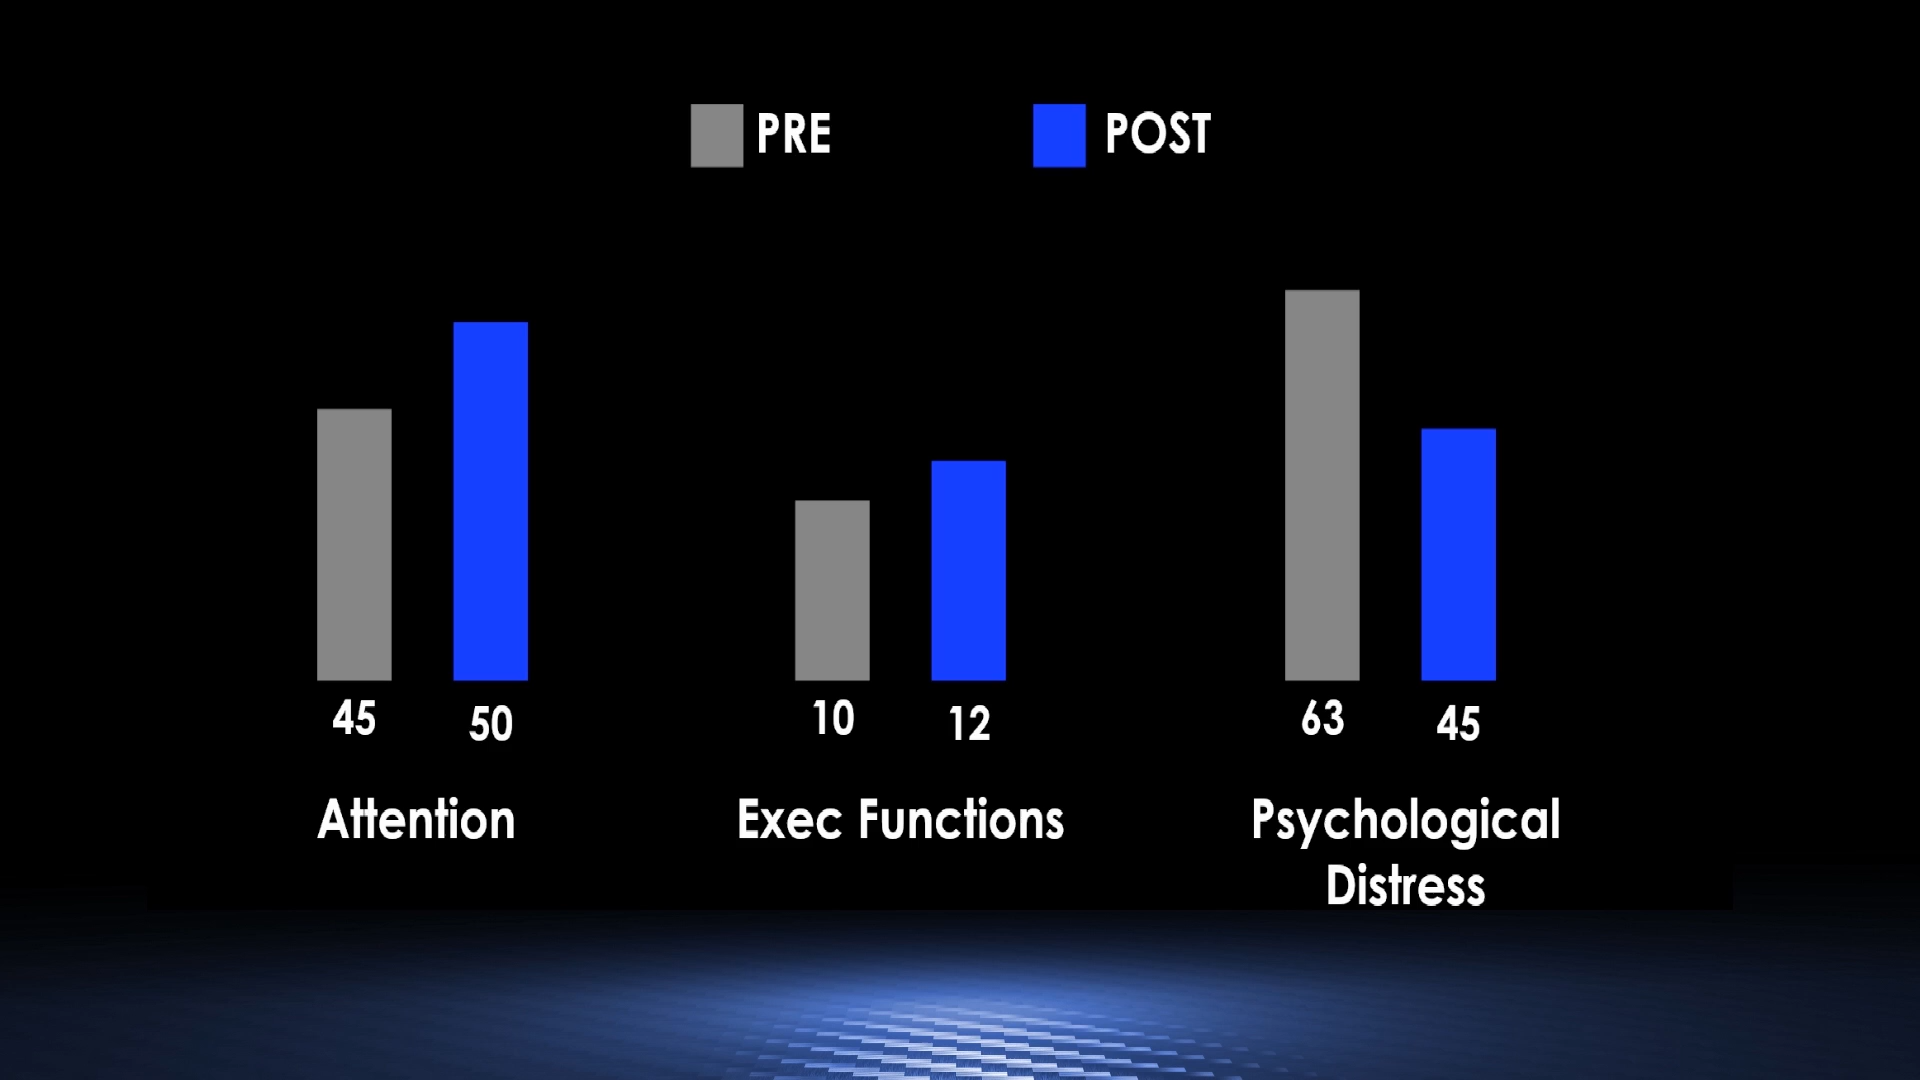 PRE POST
45 50 10 12 63 45
Attention Exec Functions Psychological
Distress